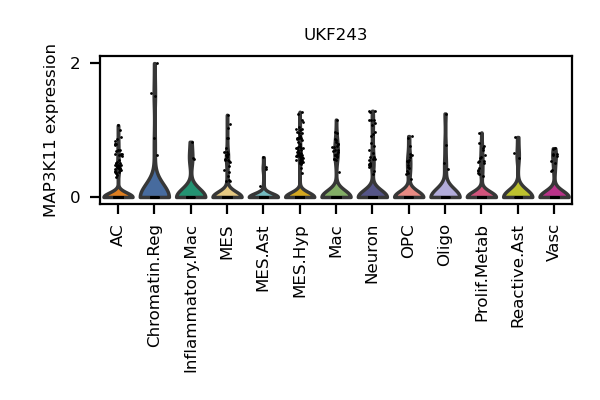 UKF243
MAP3K11 expression
2
0
AC
Chromatin.Reg
Inflammatory.Mac
MES
MES.Ast
MES.Hyp
Mac
Neuron
OPC
Oligo
Prolif.Metab
Reactive.Ast
Vasc